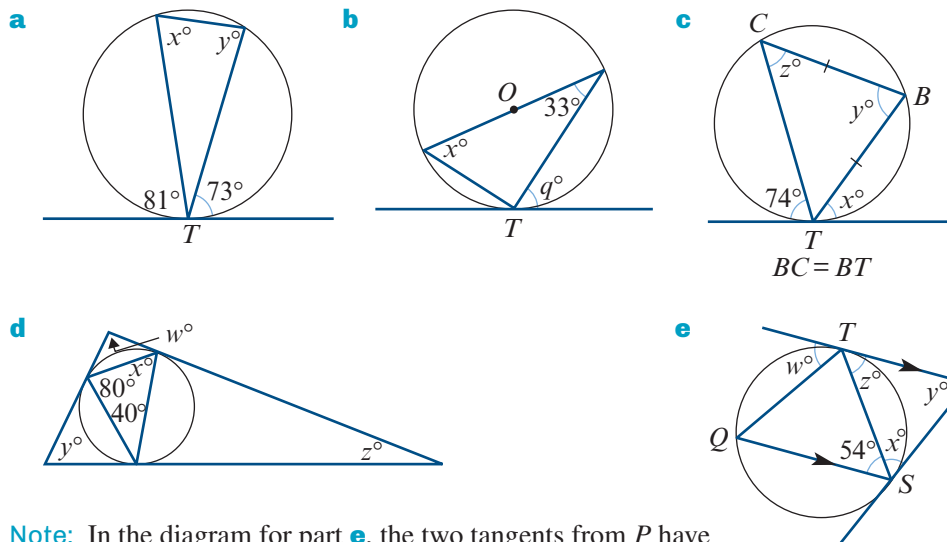 a
x°
y°
81°
73°
T
b
O
33°
x°
q°
T
c
C
z°
B
y°
74°
x°
T
BC = BT
d
w°
x°
80°
40°
y°
z°
e
T
w°
z°
y°
Q
54°
x°
S
Note: In the diagram for part e, the two tangents from P have